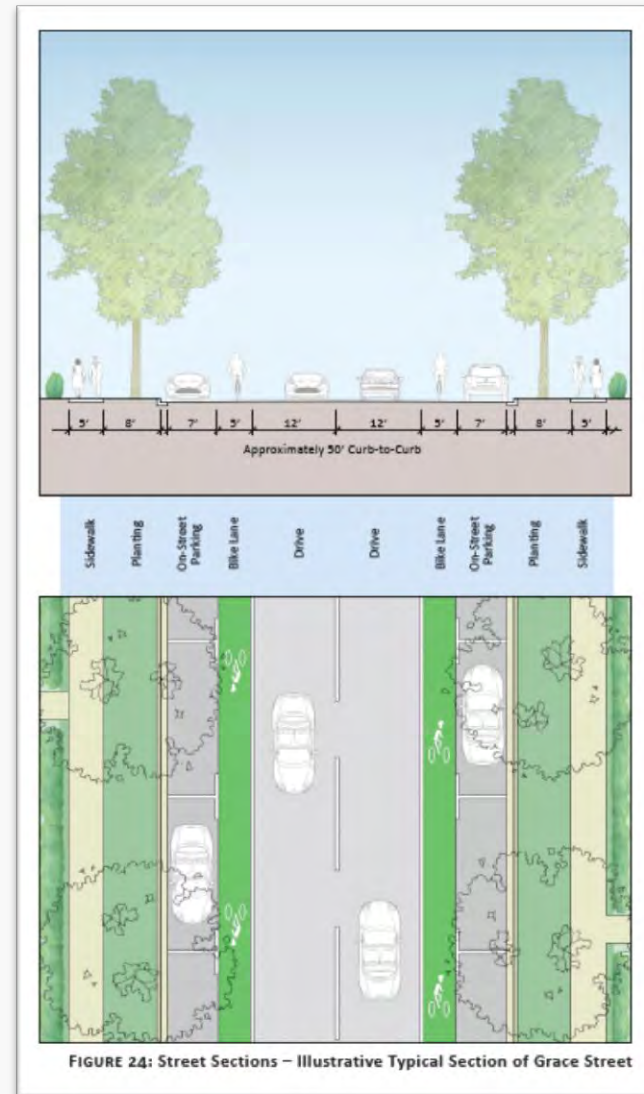 5' 8' 7' 5' 12' 12' 5' 7' 8' 5'
Approximately 50' Curb-to-Curb
Sidewalk
Planting
On-Street
Parking
Bike Lane
Drive
Drive
Bike Lane
On-Street
Parking
Planting
Sidewalk
FIGURE 24: Street Sections – Illustrative Typical Section of Grace Street